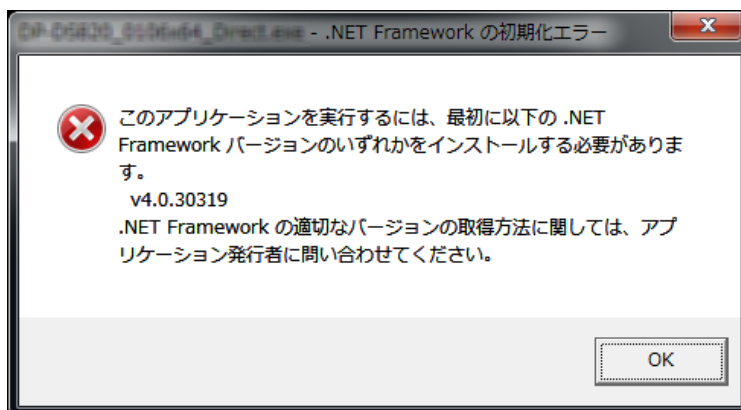 - .NET Framework の初期化エラー
このアプリケーションを実行するには、最初に以下の .NET
Framework バージョンのいずれかをインストールする必要がありま
す。
v4.0.30319
.NET Framework の適切なバージョンの取得方法に関しては、アプ
リケーション発行者に問い合わせてください。
OK